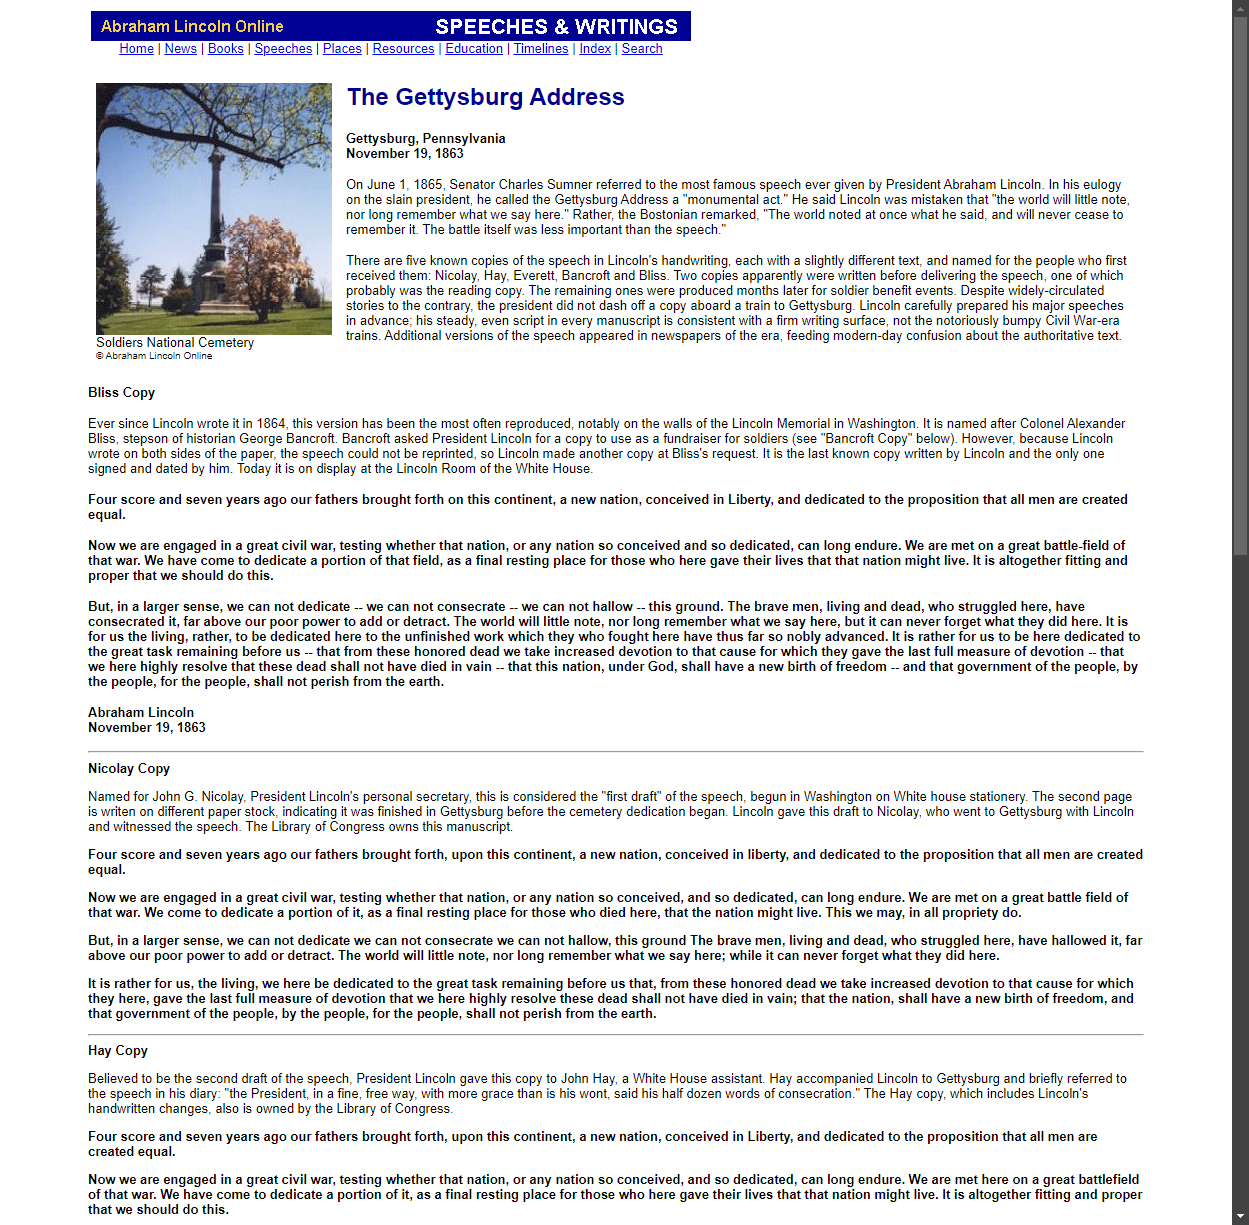 Abraham Lincoln Online
SPEECHES & WRITINGS
Home | News | Books | Speeches | Places | Resources | Education | Timelines | Index | Search
The Gettysburg Address
Gettysburg, Pennsylvania
November 19, 1863
On June 1, 1865, Senator Charles Sumner referred to the most famous speech ever given by President Abraham Lincoln. In his eulogy
on the slain president, he called the Gettysburg Address a "monumental act." He said Lincoln was mistaken that "the world will little note,
nor long remember what we say here." Rather, the Bostonian remarked, "The world noted at once what he said, and will never cease to
remember it. The battle itself was less important than the speech."
There are five known copies of the speech in Lincoln's handwriting, each with a slightly different text, and named for the people who first
received them: Nicolay, Hay, Everett, Bancroft and Bliss. Two copies apparently were written before delivering the speech, one of which
probably was the reading copy. The remaining ones were produced months later for soldier benefit events. Despite widely-circulated
stories to the contrary, the president did not dash off a copy aboard a train to Gettysburg. Lincoln carefully prepared his major speeches
in advance; his steady, even script in every manuscript is consistent with a firm writing surface, not the notoriously bumpy Civil War-era
trains. Additional versions of the speech appeared in newspapers of the era, feeding modern-day confusion about the authoritative text.
Soldiers National Cemetery
© Abraham Lincoln Online
Bliss Copy
Ever since Lincoln wrote it in 1864, this version has been the most often reproduced, notably on the walls of the Lincoln Memorial in Washington. It is named after Colonel Alexander
Bliss, stepson of historian George Bancroft. Bancroft asked President Lincoln for a copy to use as a fundraiser for soldiers (see "Bancroft Copy" below). However, because Lincoln
wrote on both sides of the paper, the speech could not be reprinted, so Lincoln made another copy at Bliss's request. It is the last known copy written by Lincoln and the only one
signed and dated by him. Today it is on display at the Lincoln Room of the White House.
Four score and seven years ago our fathers brought forth on this continent, a new nation, conceived in Liberty, and dedicated to the proposition that all men are created
equal.
Now we are engaged in a great civil war, testing whether that nation, or any nation so conceived and so dedicated, can long endure. We are met on a great battle-field of
that war. We have come to dedicate a portion of that field, as a final resting place for those who here gave their lives that that nation might live. It is altogether fitting and
proper that we should do this.
But, in a larger sense, we can not dedicate -- we can not consecrate -- we can not hallow -- this ground. The brave men, living and dead, who struggled here, have
consecrated it, far above our poor power to add or detract. The world will little note, nor long remember what we say here, but it can never forget what they did here. It is
for us the living, rather, to be dedicated here to the unfinished work which they who fought here have thus far so nobly advanced. It is rather for us to be here dedicated to
the great task remaining before us -- that from these honored dead we take increased devotion to that cause for which they gave the last full measure of devotion -- that
we here highly resolve that these dead shall not have died in vain -- that this nation, under God, shall have a new birth of freedom -- and that government of the people, by
the people, for the people, shall not perish from the earth.
Abraham Lincoln
November 19, 1863
Nicolay Copy
Named for John G. Nicolay, President Lincoln's personal secretary, this is considered the "first draft" of the speech, begun in Washington on White house stationery. The second page
is writen on different paper stock, indicating it was finished in Gettysburg before the cemetery dedication began. Lincoln gave this draft to Nicolay, who went to Gettysburg with Lincoln
and witnessed the speech. The Library of Congress owns this manuscript.
Four score and seven years ago our fathers brought forth, upon this continent, a new nation, conceived in liberty, and dedicated to the proposition that all men are created
equal.
Now we are engaged in a great civil war, testing whether that nation, or any nation so conceived, and so dedicated, can long endure. We are met on a great battle field of
that war. We come to dedicate a portion of it, as a final resting place for those who died here, that the nation might live. This we may, in all propriety do.
But, in a larger sense, we can not dedicate we can not consecrate we can not hallow, this ground The brave men, living and dead, who struggled here, have hallowed it, far
above our poor power to add or detract. The world will little note, nor long remember what we say here; while it can never forget what they did here.
It is rather for us, the living, we here be dedicated to the great task remaining before us that, from these honored dead we take increased devotion to that cause for which
they here, gave the last full measure of devotion that we here highly resolve these dead shall not have died in vain; that the nation, shall have a new birth of freedom, and
that government of the people, by the people, for the people, shall not perish from the earth.
Hay Copy
Believed to be the second draft of the speech, President Lincoln gave this copy to John Hay, a White House assistant. Hay accompanied Lincoln to Gettysburg and briefly referred to
the speech in his diary: "the President, in a fine, free way, with more grace than is his wont, said his half dozen words of consecration." The Hay copy, which includes Lincoln's
handwritten changes, also is owned by the Library of Congress.
Four score and seven years ago our fathers brought forth, upon this continent, a new nation, conceived in Liberty, and dedicated to the proposition that all men are
created equal.
Now we are engaged in a great civil war, testing whether that nation, or any nation so conceived, and so dedicated, can long endure. We are met here on a great battlefield
of that war. We have come to dedicate a portion of it, as a final resting place for those who here gave their lives that that nation might live. It is altogether fitting and proper
that we should do this.